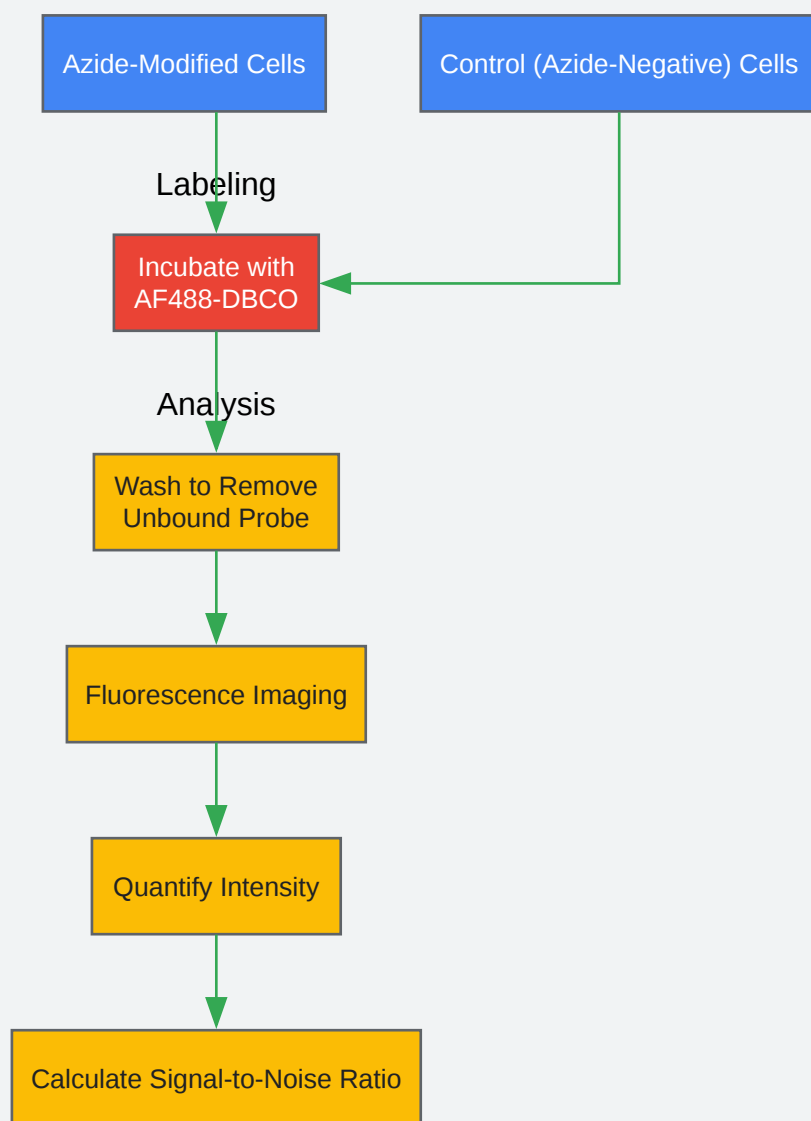 Azide-Modified Cells
Control (Azide-Negative) Cells
Labeling
Incubate with
AF488-DBCO
Analysis
Wash to Remove
Unbound Probe
Fluorescence Imaging
Quantify Intensity
Calculate Signal-to-Noise Ratio